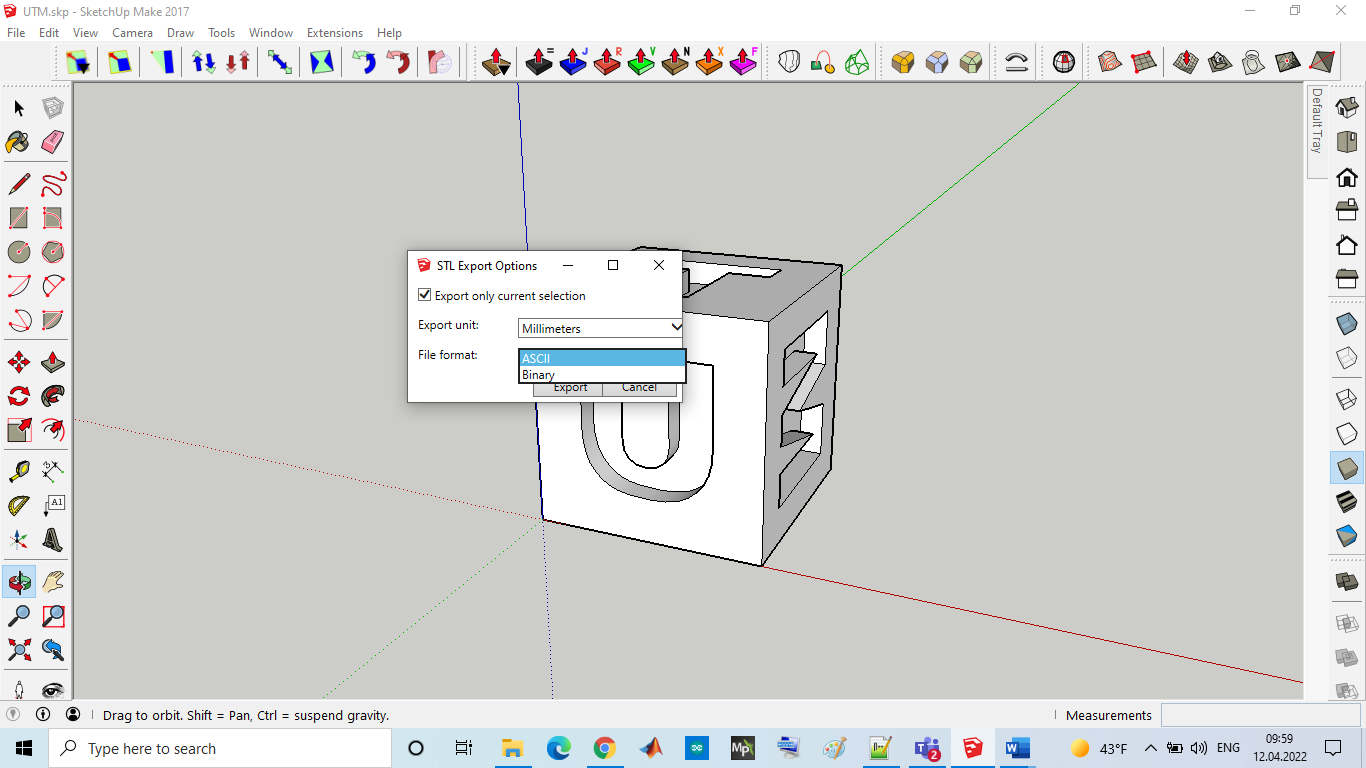 UTM.skp - SketchUp Make 2017
File Edit View Camera Draw Tools Window Extensions Help
= J R V N X F
Default Tray
STL Export Options
Export only current selection
Export unit: Millimeters
File format: ASCII
Binary
Export Cancel
U
A1
Drag to orbit. Shift = Pan, Ctrl = suspend gravity.
Measurements
Type here to search
Mp
2
W
43°F
ENG
09:59
12.04.2022